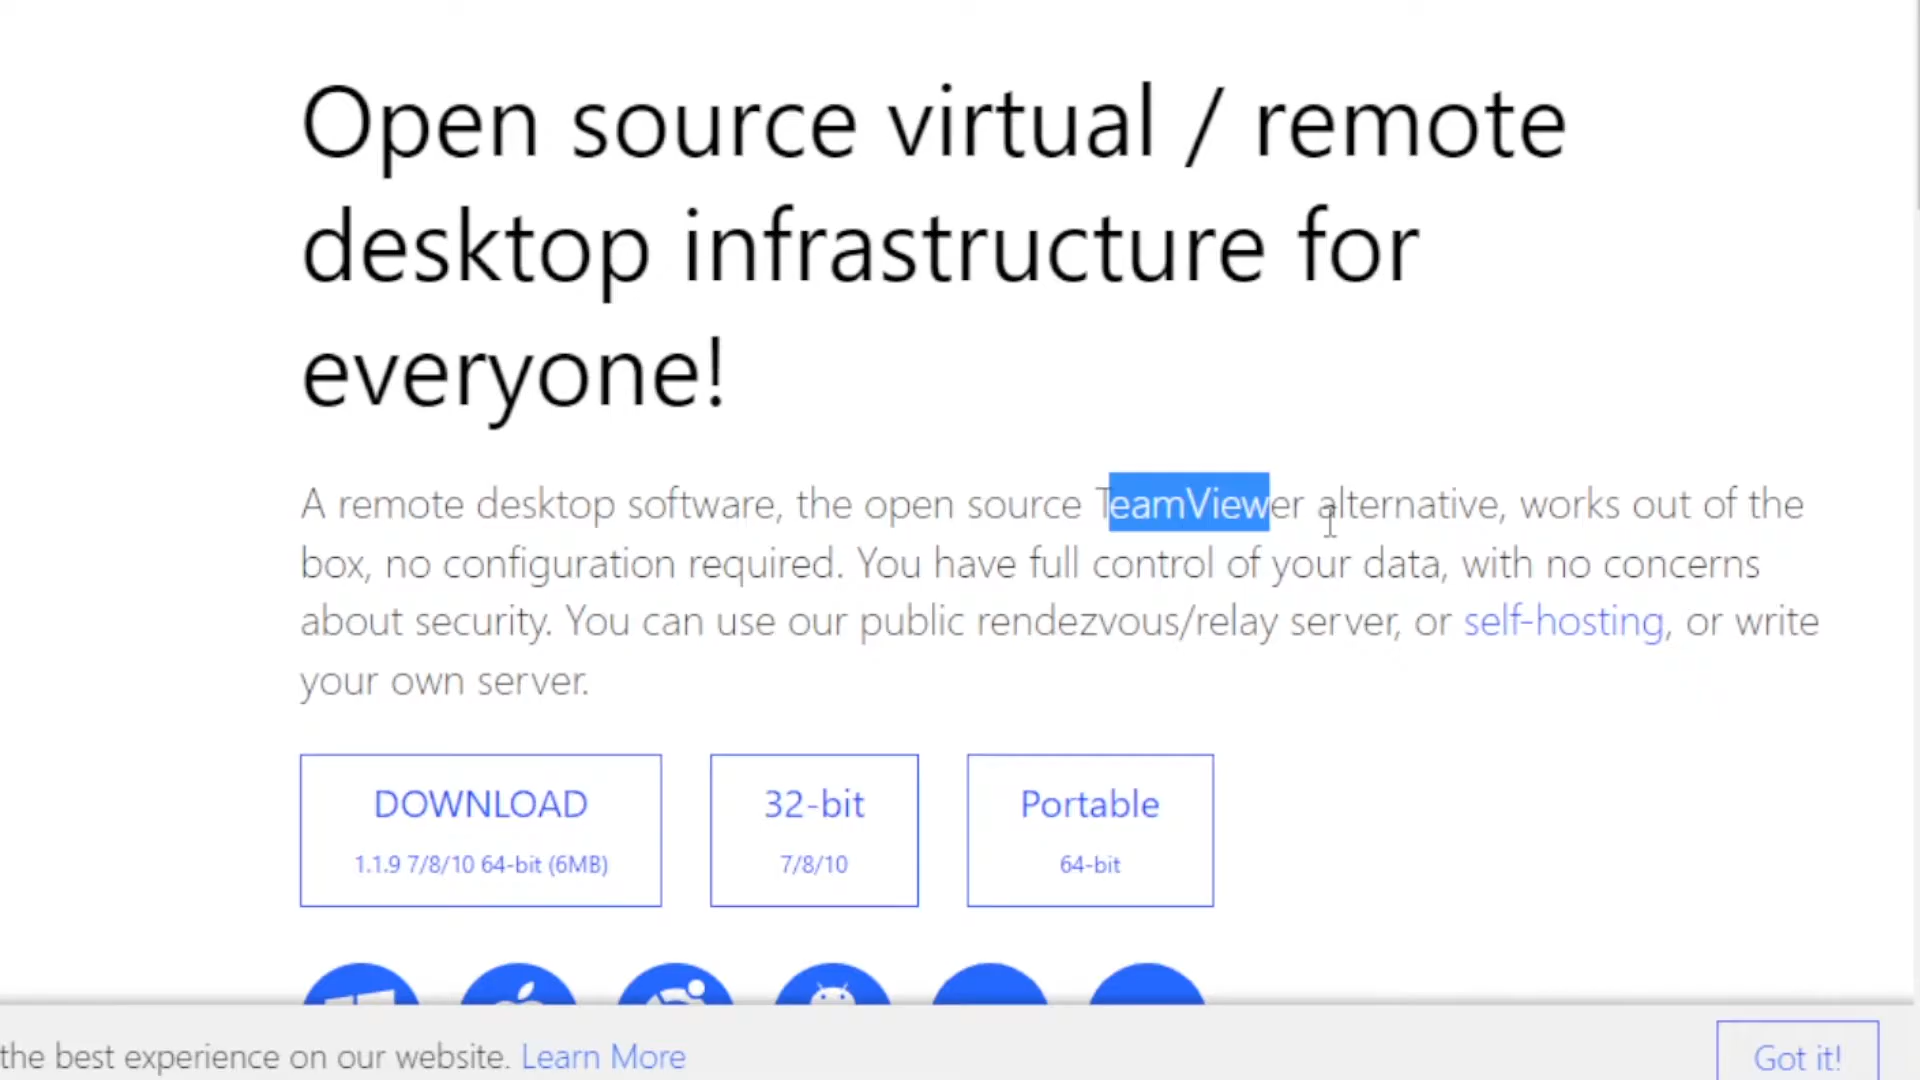 Open source virtual / remote
desktop infrastructure for
everyone!
A remote desktop software, the open source TeamViewer alternative, works out of the
box, no configuration required. You have full control of your data, with no concerns
about security. You can use our public rendezvous/relay server, or self-hosting, or write
your own server.
DOWNLOAD
1.1.9 7/8/10 64-bit (6MB)
32-bit
7/8/10
Portable
64-bit
the best experience on our website. Learn More
Got it!